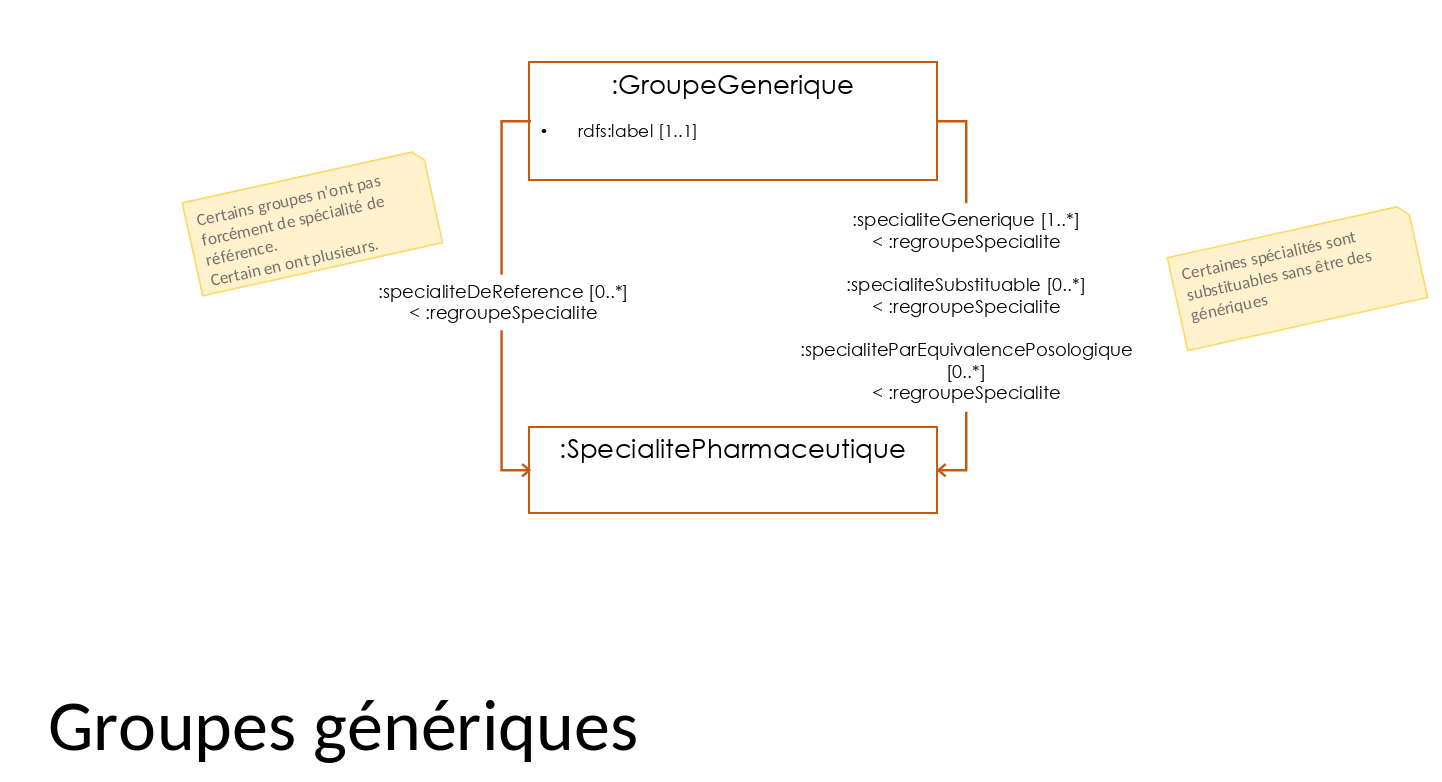 :GroupeGenerique
• rdfs:label [1..1]
Certains groupes n’ont pas
forcément de spécialité de
référence.
Certain en ont plusieurs.
:specialiteDeReference [0..*]
< :regroupeSpecialite
:specialiteGenerique [1..*]
< :regroupeSpecialite
:specialiteSubstituable [0..*]
< :regroupeSpecialite
:specialiteParEquivalencePosologique
[0..*]
< :regroupeSpecialite
Certaines spécialités sont
substituables sans être des
génériques
:SpecialitePharmaceutique
Groupes génériques